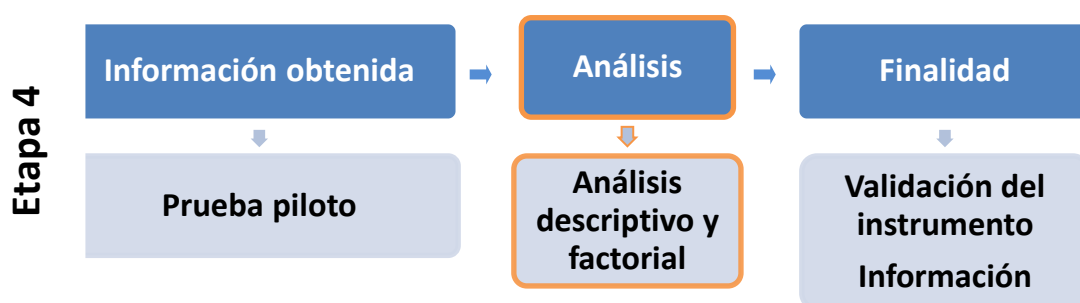 Etapa 4
Información obtenida
Análisis
Finalidad
Prueba piloto
Análisis
descriptivo y
factorial
Validación del
instrumento
Información